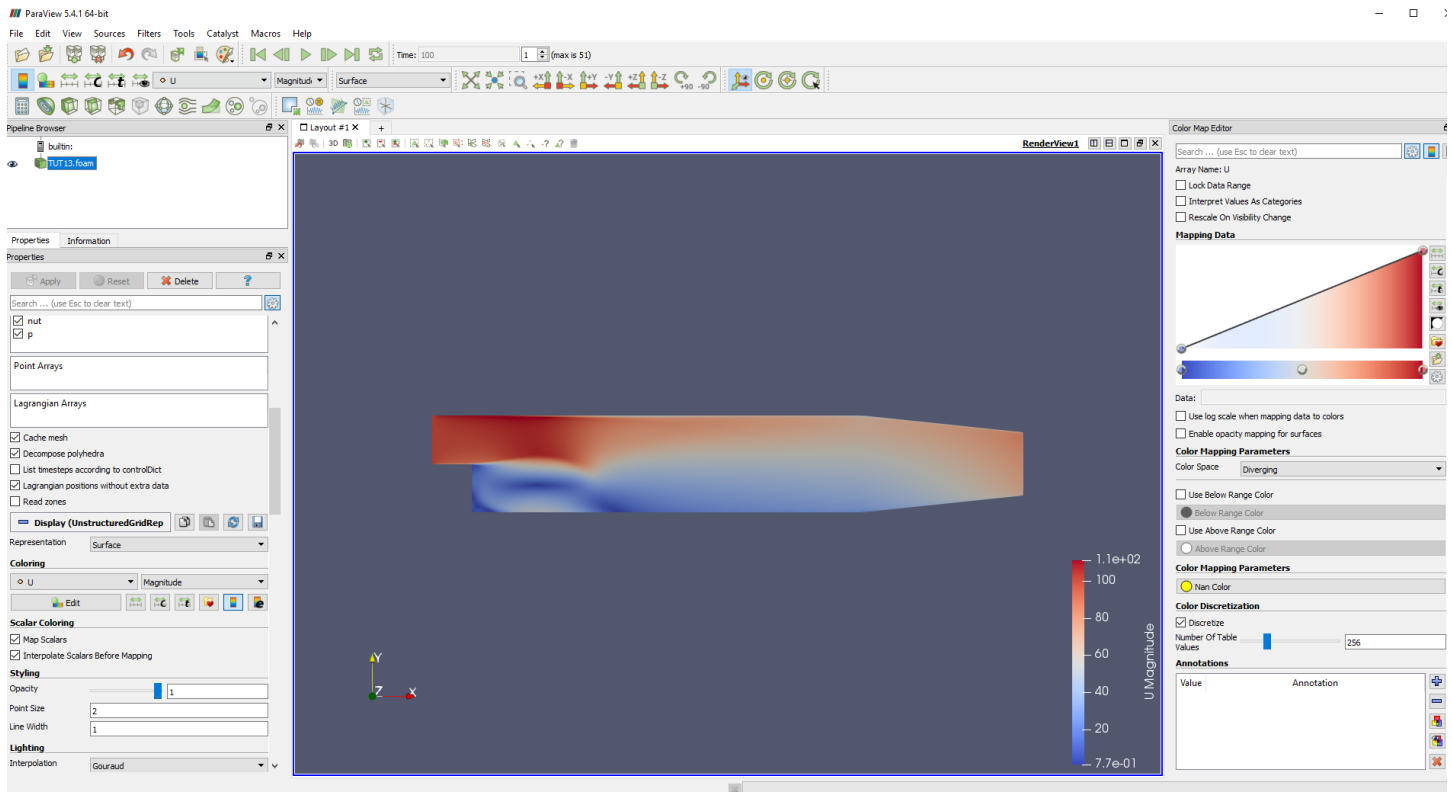 ParaView 5.4.1 64-bit
File Edit View Sources Filters Tools Catalyst Macros Help
Time: 100 1 (max is 51)
U Magnitud Surface
+X -X +Y -Y +Z -Z +90 -90
Pipeline Browser
builtin:
TUT13.foam
Properties Information
Properties
Apply Reset Delete ?
Search ... (use Esc to clear text)
nut
p
Point Arrays
Lagrangian Arrays
Cache mesh
Decompose polyhedra
List timesteps according to controlDict
Lagrangian positions without extra data
Read zones
Display (UnstructuredGridRep
Representation Surface
Coloring
U Magnitude
Edit
Scalar Coloring
Map Scalars
Interpolate Scalars Before Mapping
Styling
Opacity 1
Point Size 2
Line Width 1
Lighting
Interpolation Gouraud
Layout #1 X +
3D
RenderView1
Y
Z X
1.1e+02
100
80
60
40
20
7.7e-01
U Magnitude
Color Map Editor
Search ... (use Esc to clear text)
Array Name: U
Lock Data Range
Interpret Values As Categories
Rescale On Visibility Change
Mapping Data
Data:
Use log scale when mapping data to colors
Enable opacity mapping for surfaces
Color Mapping Parameters
Color Space Diverging
Use Below Range Color
Below Range Color
Use Above Range Color
Above Range Color
Color Mapping Parameters
Nan Color
Color Discretization
Discretize
Number Of Table
Values
256
Annotations
Value Annotation